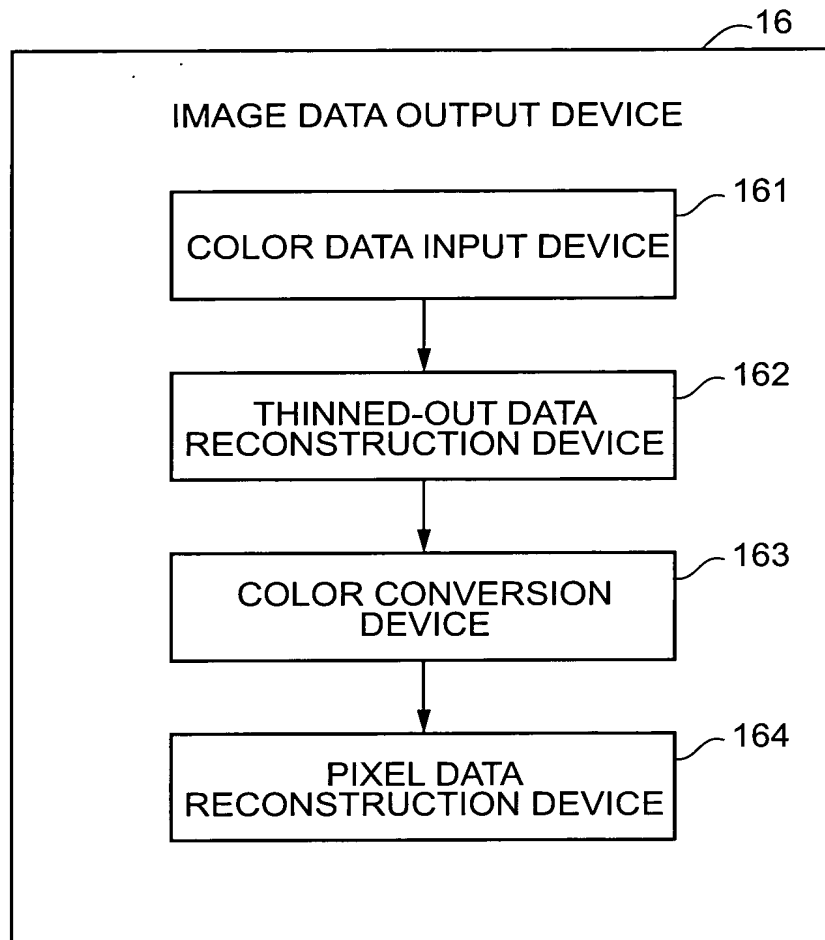 16
IMAGE DATA OUTPUT DEVICE
161
COLOR DATA INPUT DEVICE
162
THINNED-OUT DATA
RECONSTRUCTION DEVICE
163
COLOR CONVERSION
DEVICE
164
PIXEL DATA
RECONSTRUCTION DEVICE